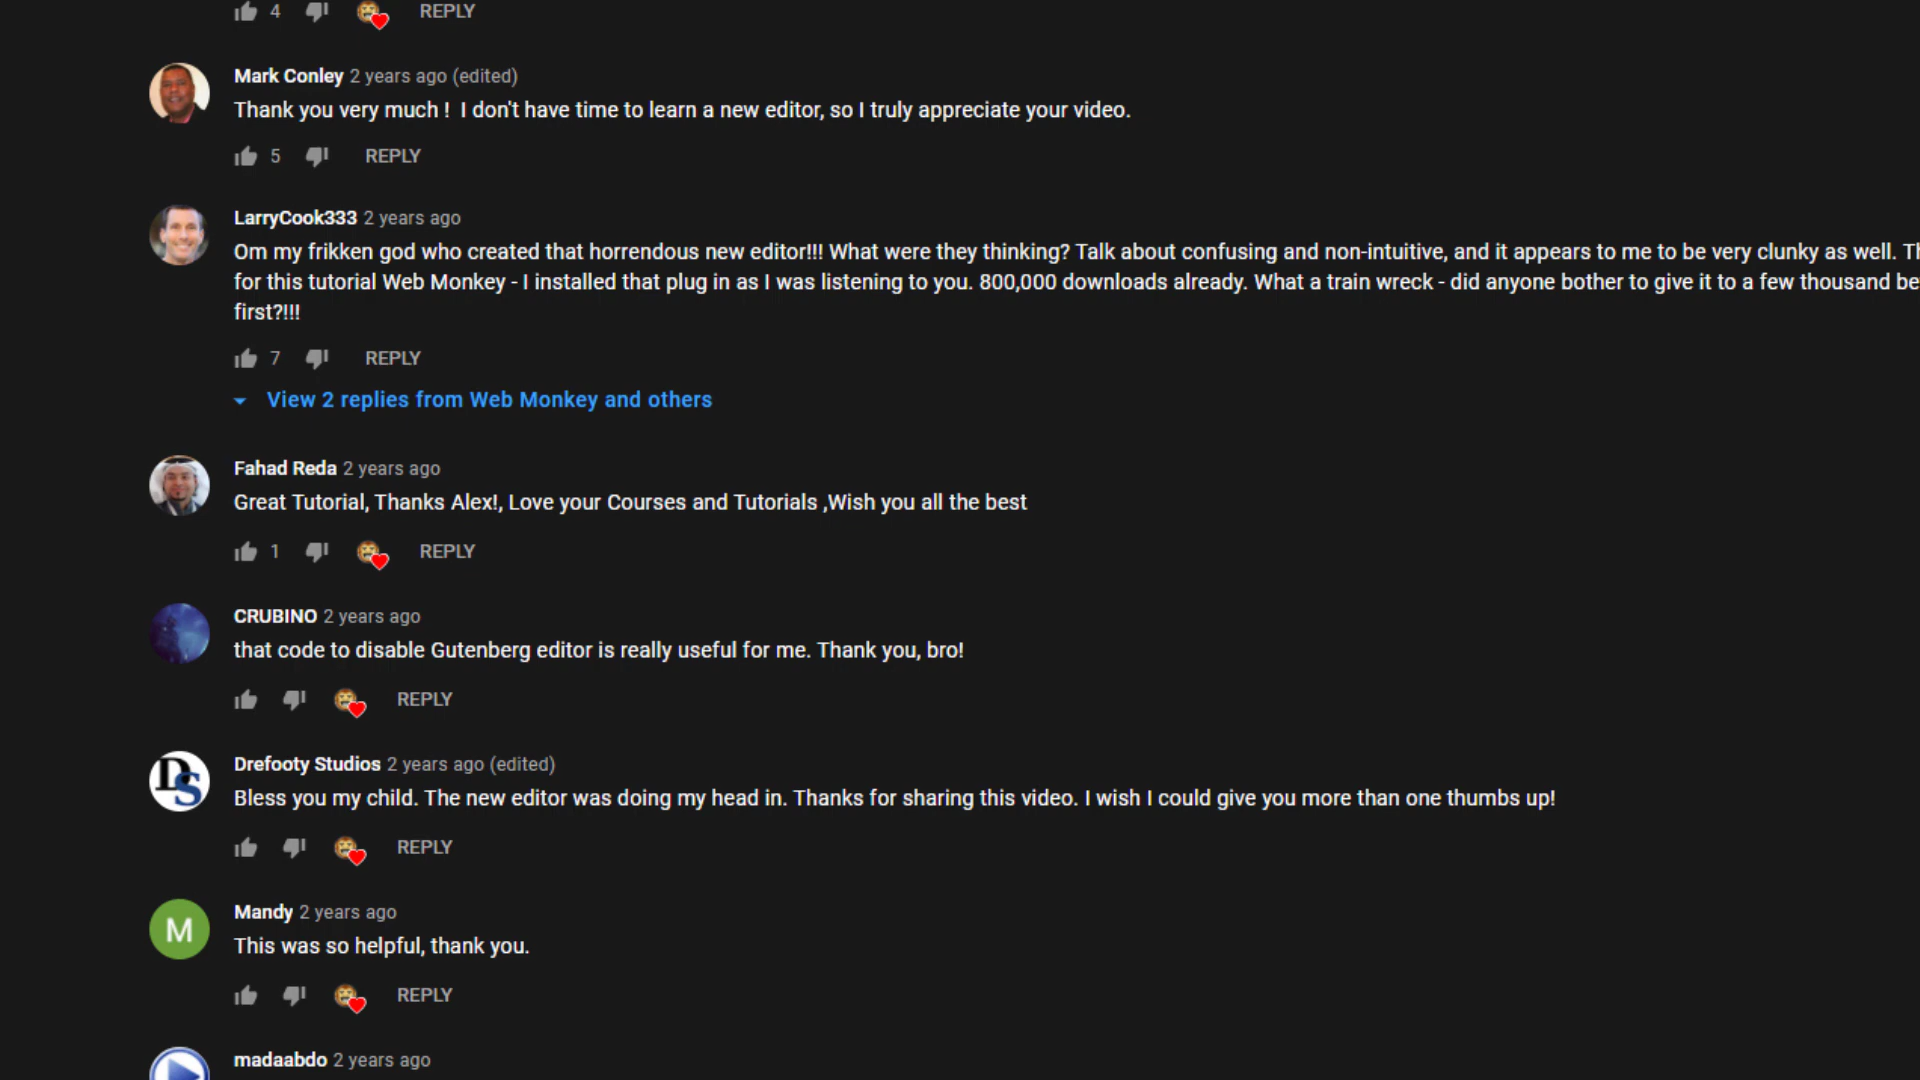 4 REPLY
Mark Conley 2 years ago (edited)
Thank you very much ! I don't have time to learn a new editor, so I truly appreciate your video.
5 REPLY
LarryCook333 2 years ago
Om my frikken god who created that horrendous new editor!!! What were they thinking? Talk about confusing and non-intuitive, and it appears to me to be very clunky as well.
for this tutorial Web Monkey - I installed that plug in as I was listening to you. 800,000 downloads already. What a train wreck - did anyone bother to give it to a few thousand
first?!!!
7 REPLY
View 2 replies from Web Monkey and others
Fahad Reda 2 years ago
Great Tutorial, Thanks Alex!, Love your Courses and Tutorials ,Wish you all the best
1 REPLY
CRUBINO 2 years ago
that code to disable Gutenberg editor is really useful for me. Thank you, bro!
REPLY
DS
Drefooty Studios 2 years ago (edited)
Bless you my child. The new editor was doing my head in. Thanks for sharing this video. I wish I could give you more than one thumbs up!
REPLY
M
Mandy 2 years ago
This was so helpful, thank you.
REPLY
madaabdo 2 years ago